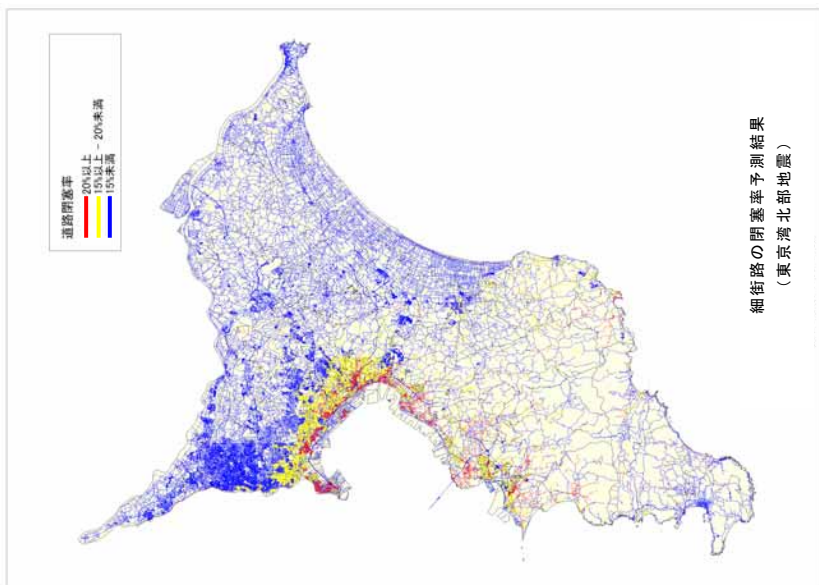 道路閉塞率
20%以上
15%以上 - 20%未満
15%未満
細街路の閉塞率予測結果
（東京湾北部地震）